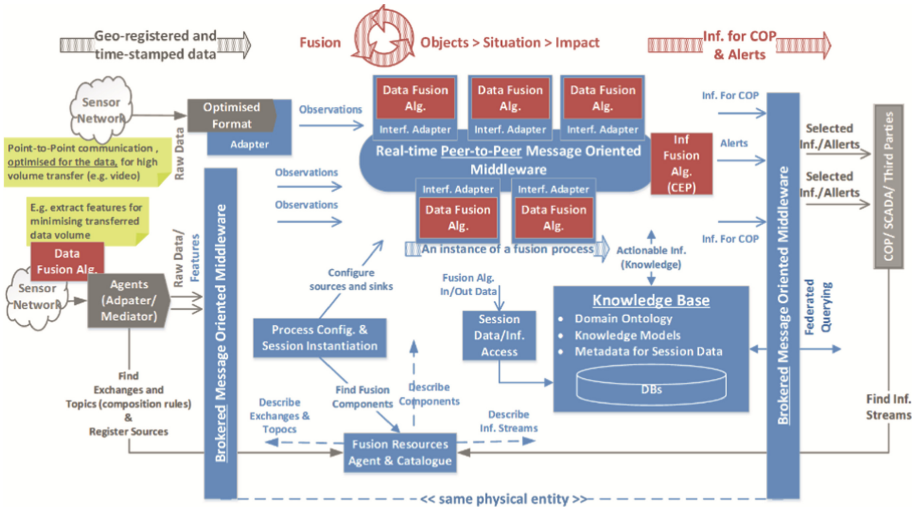 Geo-registered and
time-stamped data
Fusion
Objects > Situation > Impact
Inf. for COP
& Alerts
Sensor
Network
Optimised
Format
Adapter
Raw Data
Point-to-Point communication ,
optimised for the data, for high
volume transfer (e.g. video)
E.g. extract features for
minimising transferred
data volume
Data
Fusion Alg.
Sensor
Network
Agents
(Adpater/
Mediator)
Raw Data/
Features
Brokered Message Oriented Middleware
Observations
Observations
Observations
Data Fusion
Alg.
Interf. Adapter
Data Fusion
Alg.
Interf. Adapter
Data Fusion
Alg.
Interf. Adapter
Real-time Peer-to-Peer Message Oriented
Middleware
Inf
Fusion
Alg.
(CEP)
Interf. Adapter
Data Fusion
Alg.
Interf. Adapter
Data Fusion
Alg.
An instance of a fusion process
Inf. For COP
Alerts
Inf. For COP
Brokered Message Oriented Middleware
Selected
Inf./Allerts
Selected
Inf./Allerts
COP/ SCADA/ Third Parties
Configure
sources and sinks
Fusion Alg.
In/Out Data
Actionable Inf.
(Knowledge)
Process Config. &
Session Instantiation
Session
Data/Inf.
Access
Knowledge Base
• Domain Ontology
• Knowledge Models
• Metadata for Session Data
DBs
Federated
Querying
Find
Exchanges and
Topics (composition rules)
&
Register Sources
Find Fusion
Components
Describe
Components
Describe
Exchanges &
Topocs
Describe
Inf. Streams
Fusion Resources
Agent & Catalogue
Find Inf.
Streams
<< same physical entity >>